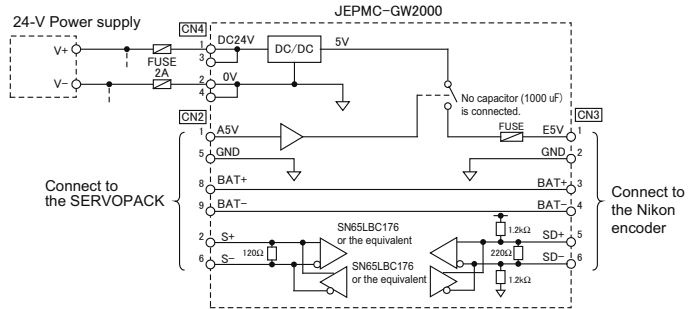 JEPMC-GW2000
24-V Power supply
CN4
V+
FUSE
2A
1
DC24V
3
DC/DC
5V
V-
2
0V
4
No capacitor (1000 uF)
is connected.
CN2
CN3
1
A5V
FUSE
E5V
1
5
GND
GND
2
8
BAT+
BAT+
3
Connect to
the SERVOPACK
9
BAT-
BAT-
4
Connect to
the Nikon
encoder
SN65LBC176
or the equivalent
1.2kΩ
2
S+
SD+
5
120Ω
220Ω
6
S-
SN65LBC176
or the equivalent
SD-
6
1.2kΩ